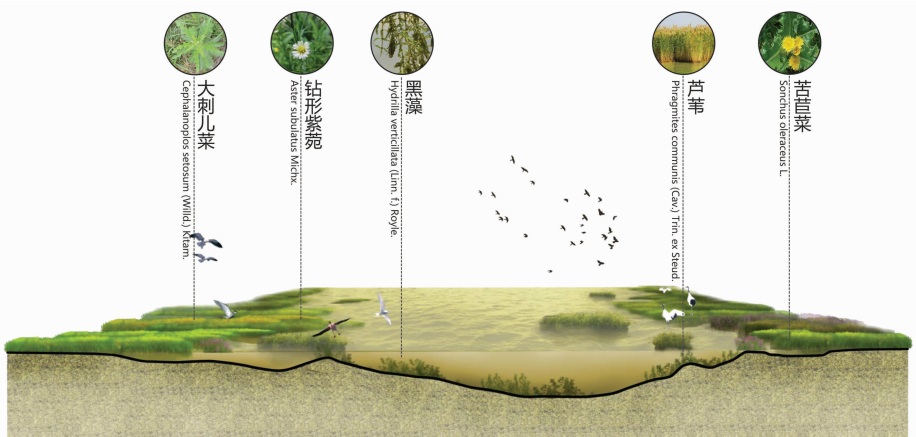 大刺儿菜
Cephalanoplos setosum (Willd.) Kitam.
钻形紫菀
Aster subulatus Michx.
黑藻
Hydrilla verticillata (Linn. f.) Royle.
芦苇
Phragmites communis (Cav.) Trin. ex Steud.
苦苣菜
Sonchus oleraceus L.